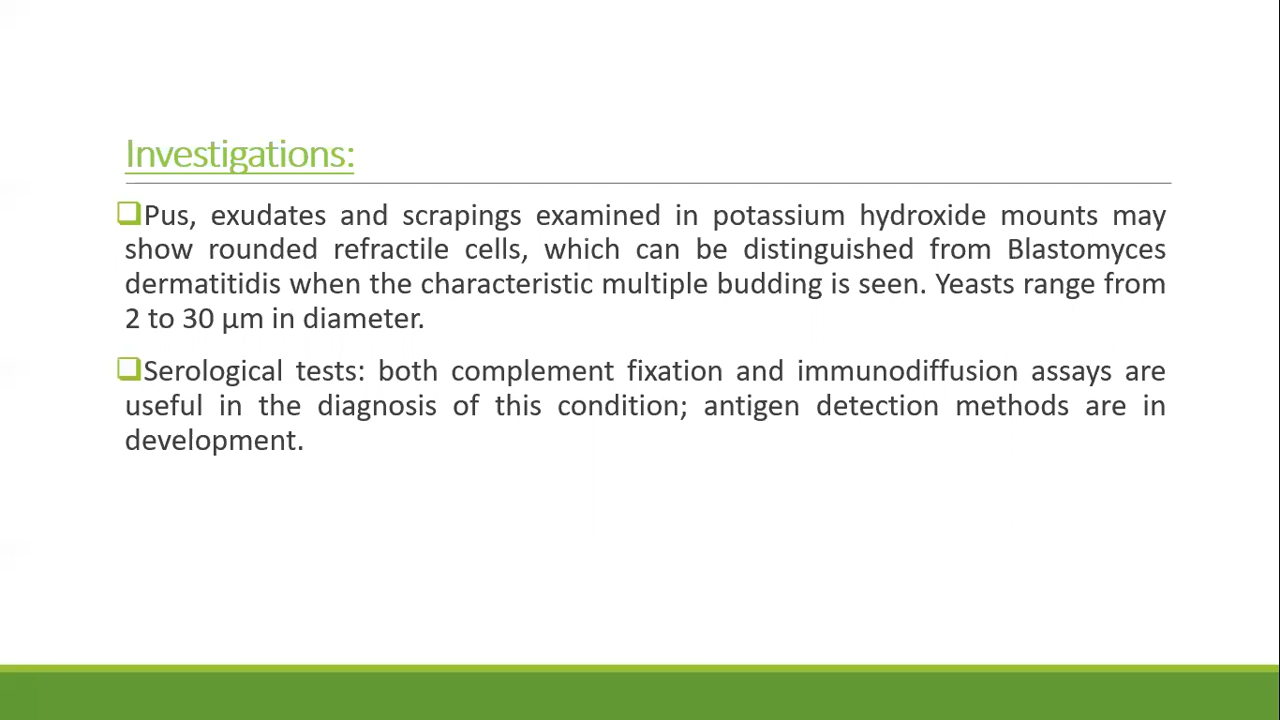 Investigations:
Pus, exudates and scrapings examined in potassium hydroxide mounts may
show rounded refractile cells, which can be distinguished from Blastomyces
dermatitidis when the characteristic multiple budding is seen. Yeasts range from
2 to 30 μm in diameter.
Serological tests: both complement fixation and immunodiffusion assays are
useful in the diagnosis of this condition; antigen detection methods are in
development.